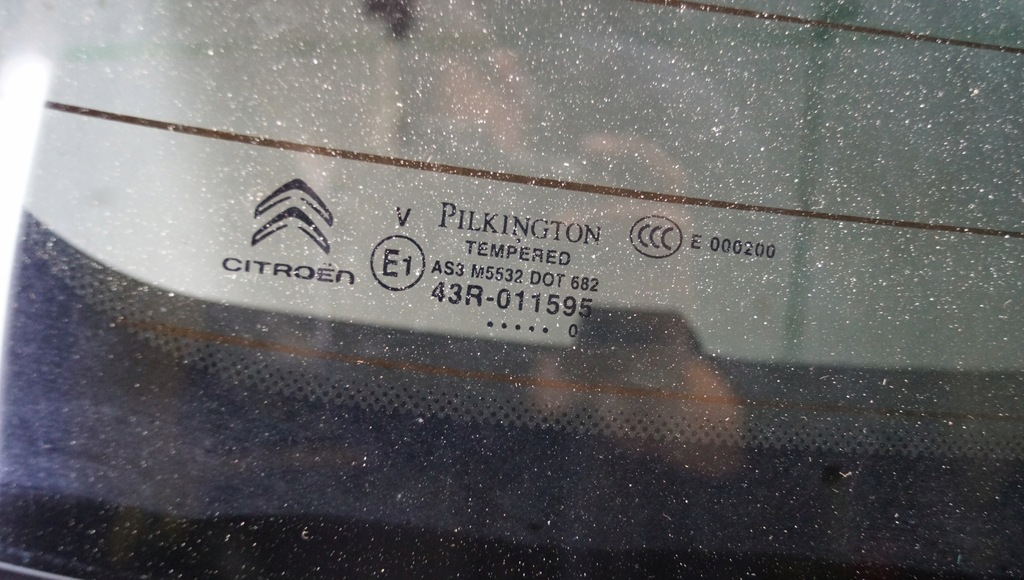 CITROËN
V PILKINGTON
TEMPERED
E1 AS3 M5532 DOT 682
43R-011595
..... 0
CCC E 000200